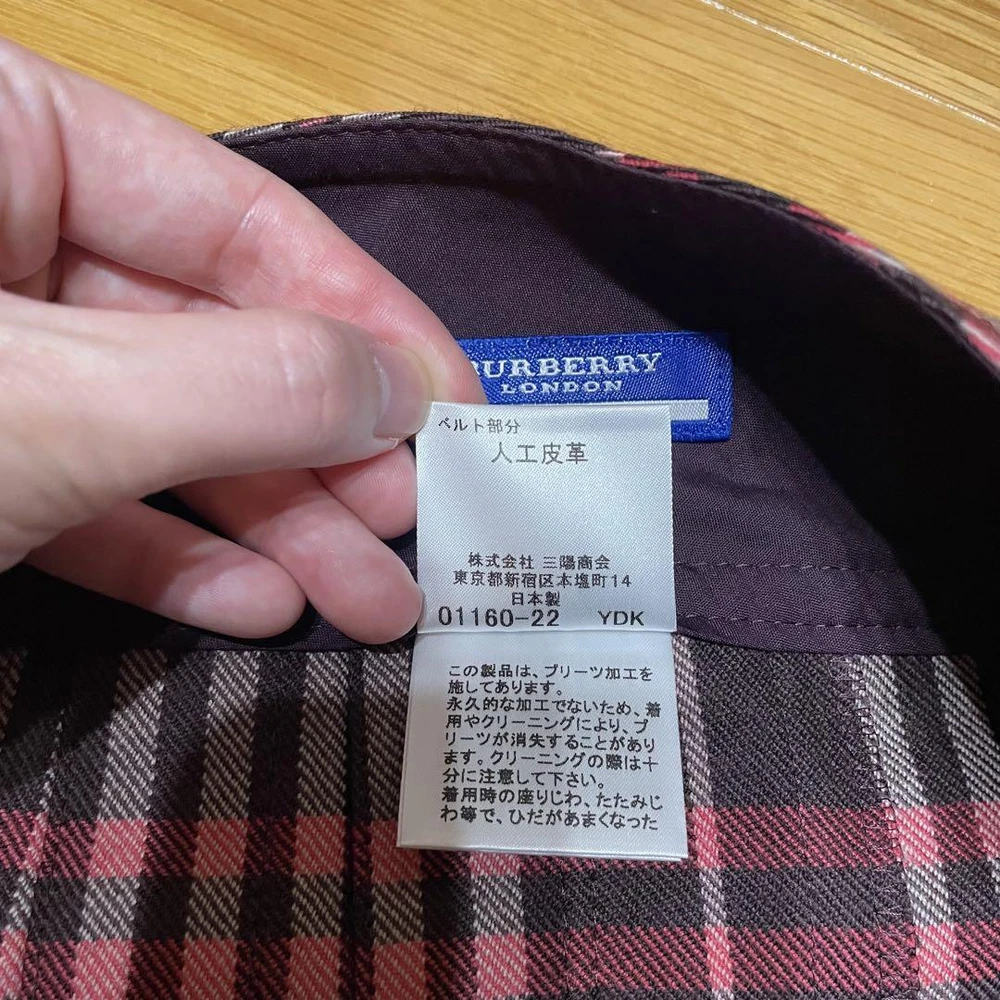 BURBERRY
LONDON
ベルト部分
人工皮革
株式会社 三陽商会
東京都新宿区本塩町14
日本製
01160-22 YDK
この製品は、プリーツ加工を
施してあります。
永久的な加工でないため、着
用やクリーニングにより、プ
リーツが消失することがあり
ます。クリーニングの際は十
分に注意して下さい。
着用時の座りじわ、たたみじ
わ等で、ひだがあまくなった